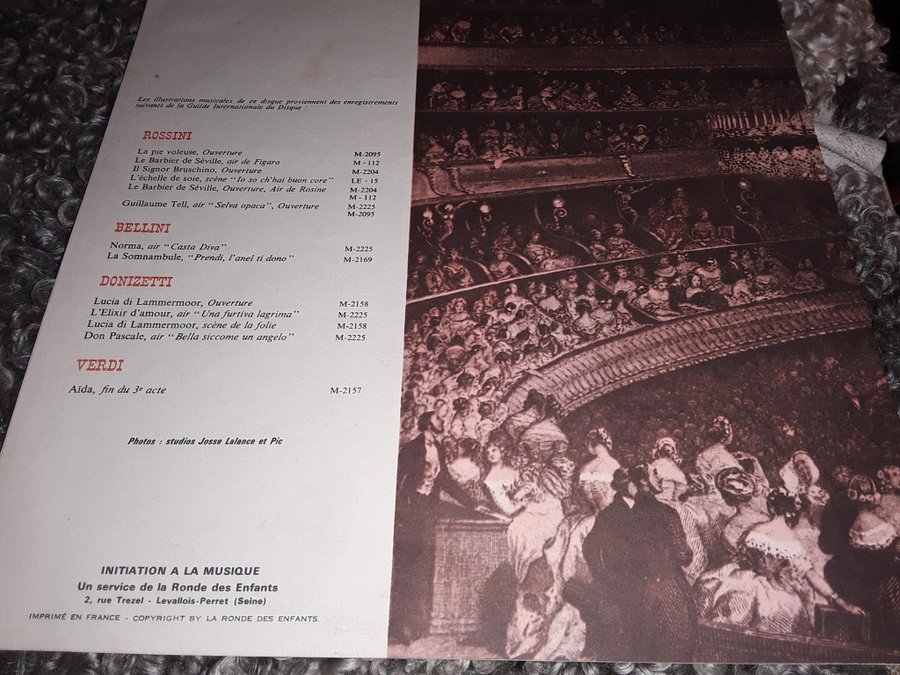 Les illustrations musicales de ce disque proviennent des enregistrements
suivants de la Guilde Internationale du Disque :
ROSSINI
La pie voleuse, Ouverture M-2095
Le Barbier de Séville, air de Figaro M - 112
Il Signor Bruschino, Ouverture M-2204
L'échelle de soie, scène "Io so ch'hai buon core" LE - 15
Le Barbier de Séville, Ouverture, Air de Rosine M-2204
M - 112
Guillaume Tell, air "Selva opaca", Ouverture M-2225
M-2095
BELLINI
Norma, air "Casta Diva" M-2225
La Somnambule, "Prendi, l'anel ti dono" M-2169
DONIZETTI
Lucia di Lammermoor, Ouverture M-2158
L'Elixir d'amour, air "Una furtiva lagrima" M-2225
Lucia di Lammermoor, scène de la folie M-2158
Don Pascale, air "Bella siccome un angelo" M-2225
VERDI
Aïda, fin du 3e acte M-2157
Photos : studios Josse Lalance et Pic
INITIATION A LA MUSIQUE
Un service de la Ronde des Enfants
2, rue Trezel - Levallois-Perret (Seine)
IMPRIMÉ EN FRANCE - COPYRIGHT BY LA RONDE DES ENFANTS.